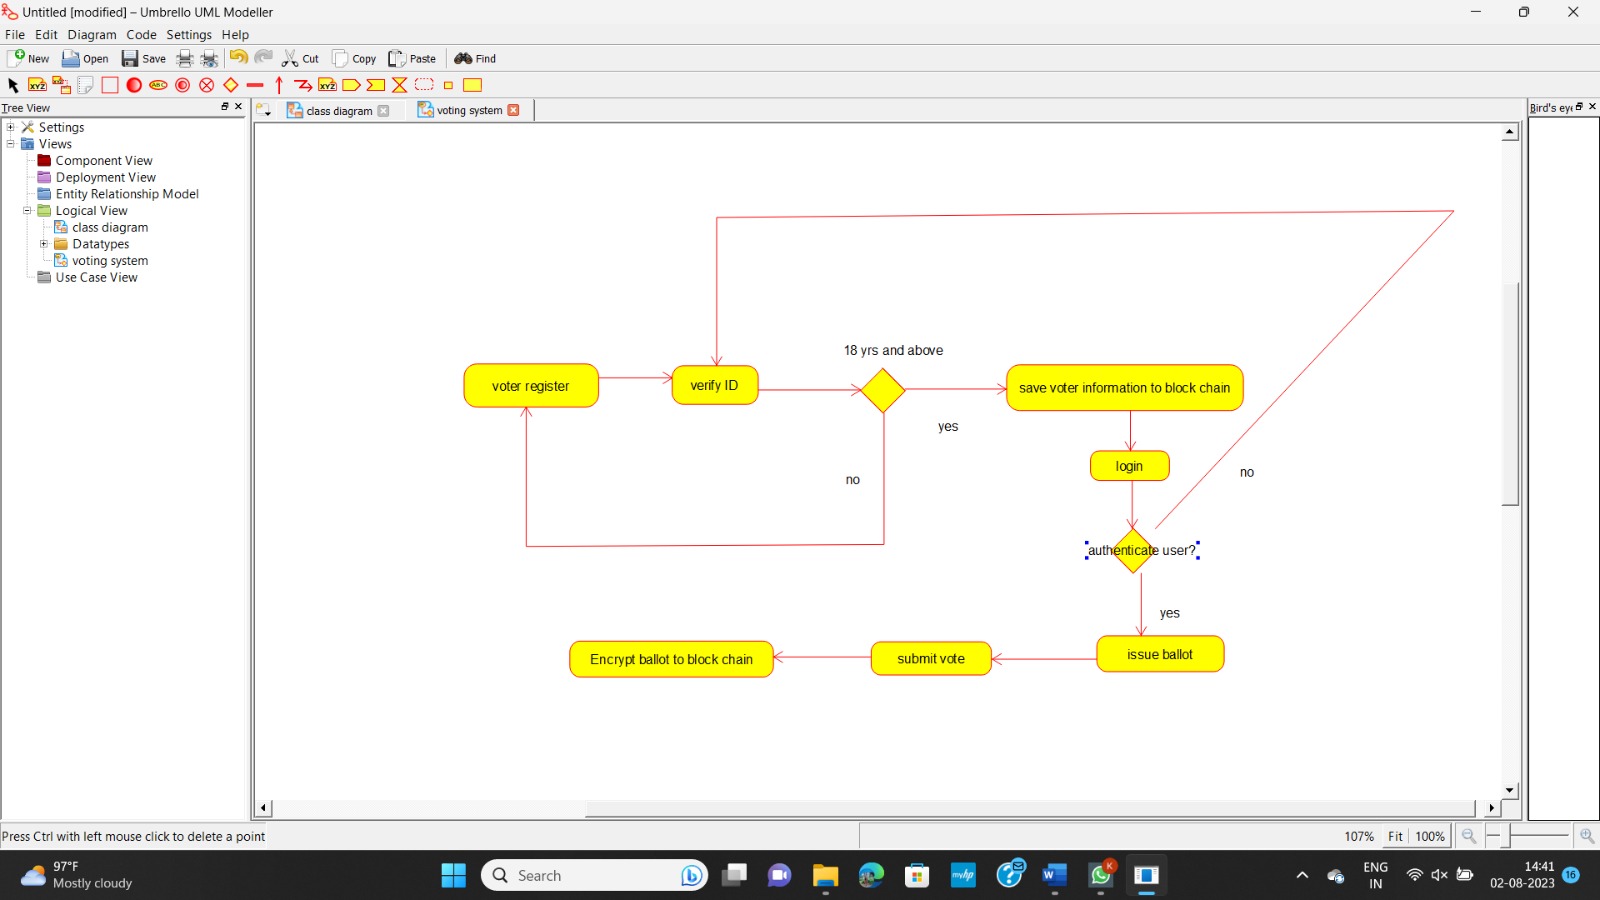 Untitled [modified] – Umbrello UML Modeller
File Edit Diagram Code Settings Help
New Open Save Cut Copy Paste Find
XYZ ABC XYZ
Tree View
class diagram
voting system
Bird's eye
Settings
Views
Component View
Deployment View
Entity Relationship Model
Logical View
class diagram
Datatypes
voting system
Use Case View
18 yrs and above
voter register
verify ID
save voter information to block chain
yes
login
no
no
authenticate user?
yes
Encrypt ballot to block chain
submit vote
issue ballot
Press Ctrl with left mouse click to delete a point
107% Fit 100%
97°F
Mostly cloudy
Search
myhp
W
K
ENG
IN
14:41
02-08-2023
16